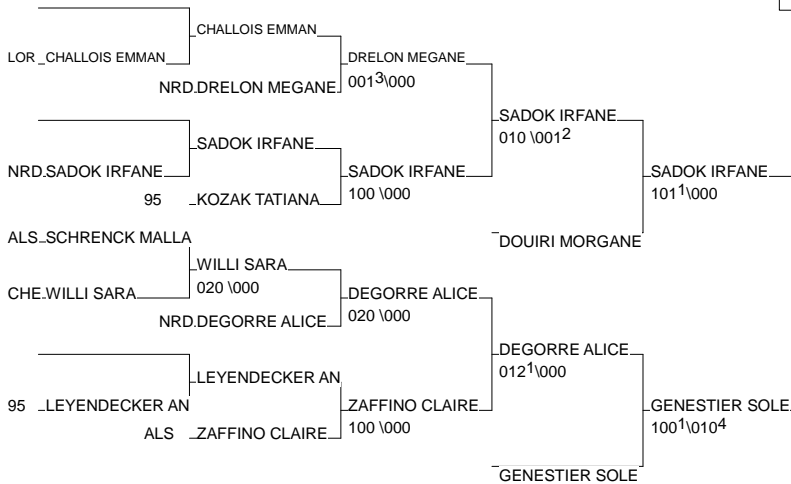 CHALLOIS EMMAN
LOR CHALLOIS EMMAN
DRELON MEGANE
NRD.DRELON MEGANE
001³\000
SADOK IRFANE
010 \001²
SADOK IRFANE
NRD.SADOK IRFANE
SADOK IRFANE
100 \000
SADOK IRFANE
101¹\000
95 KOZAK TATIANA
ALS SCHRENCK MALLA
DOUIRI MORGANE
WILLI SARA
020 \000
CHE.WILLI SARA
DEGORRE ALICE
020 \000
NRD.DEGORRE ALICE
DEGORRE ALICE
012¹\000
LEYENDECKER AN
95 LEYENDECKER AN
ZAFFINO CLAIRE
100 \000
GENESTIER SOLE
100¹\010⁴
ALS ZAFFINO CLAIRE
GENESTIER SOLE